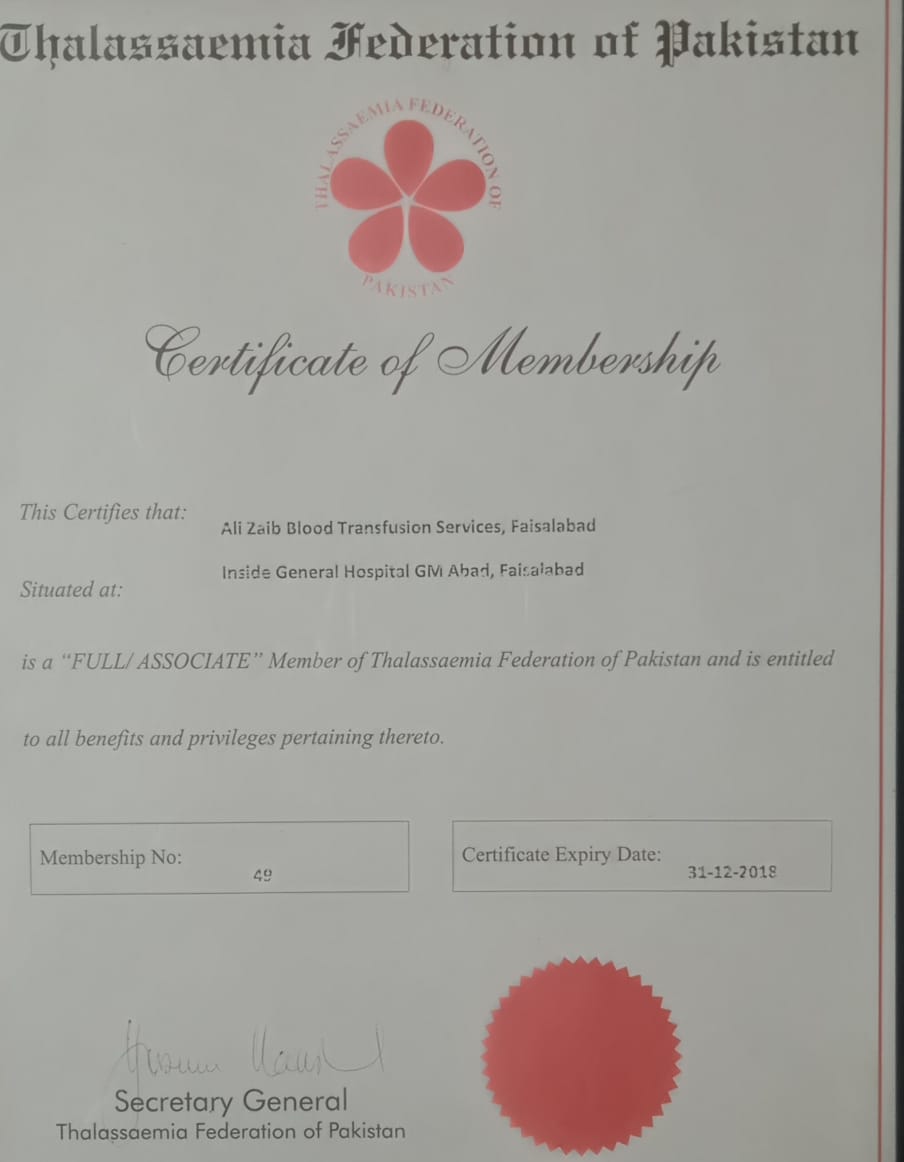 Thalassaemia Federation of Pakistan
THALASSAEMIA FEDERATION OF
PAKISTAN
Certificate of Membership
This Certifies that:
Ali Zaib Blood Transfusion Services, Faisalabad
Situated at:
Inside General Hospital GM Abad, Faisalabad
is a “FULL/ ASSOCIATE” Member of Thalassaemia Federation of Pakistan and is entitled
to all benefits and privileges pertaining thereto.
Membership No:
49
Certificate Expiry Date:
31-12-2018
Secretary General
Thalassaemia Federation of Pakistan